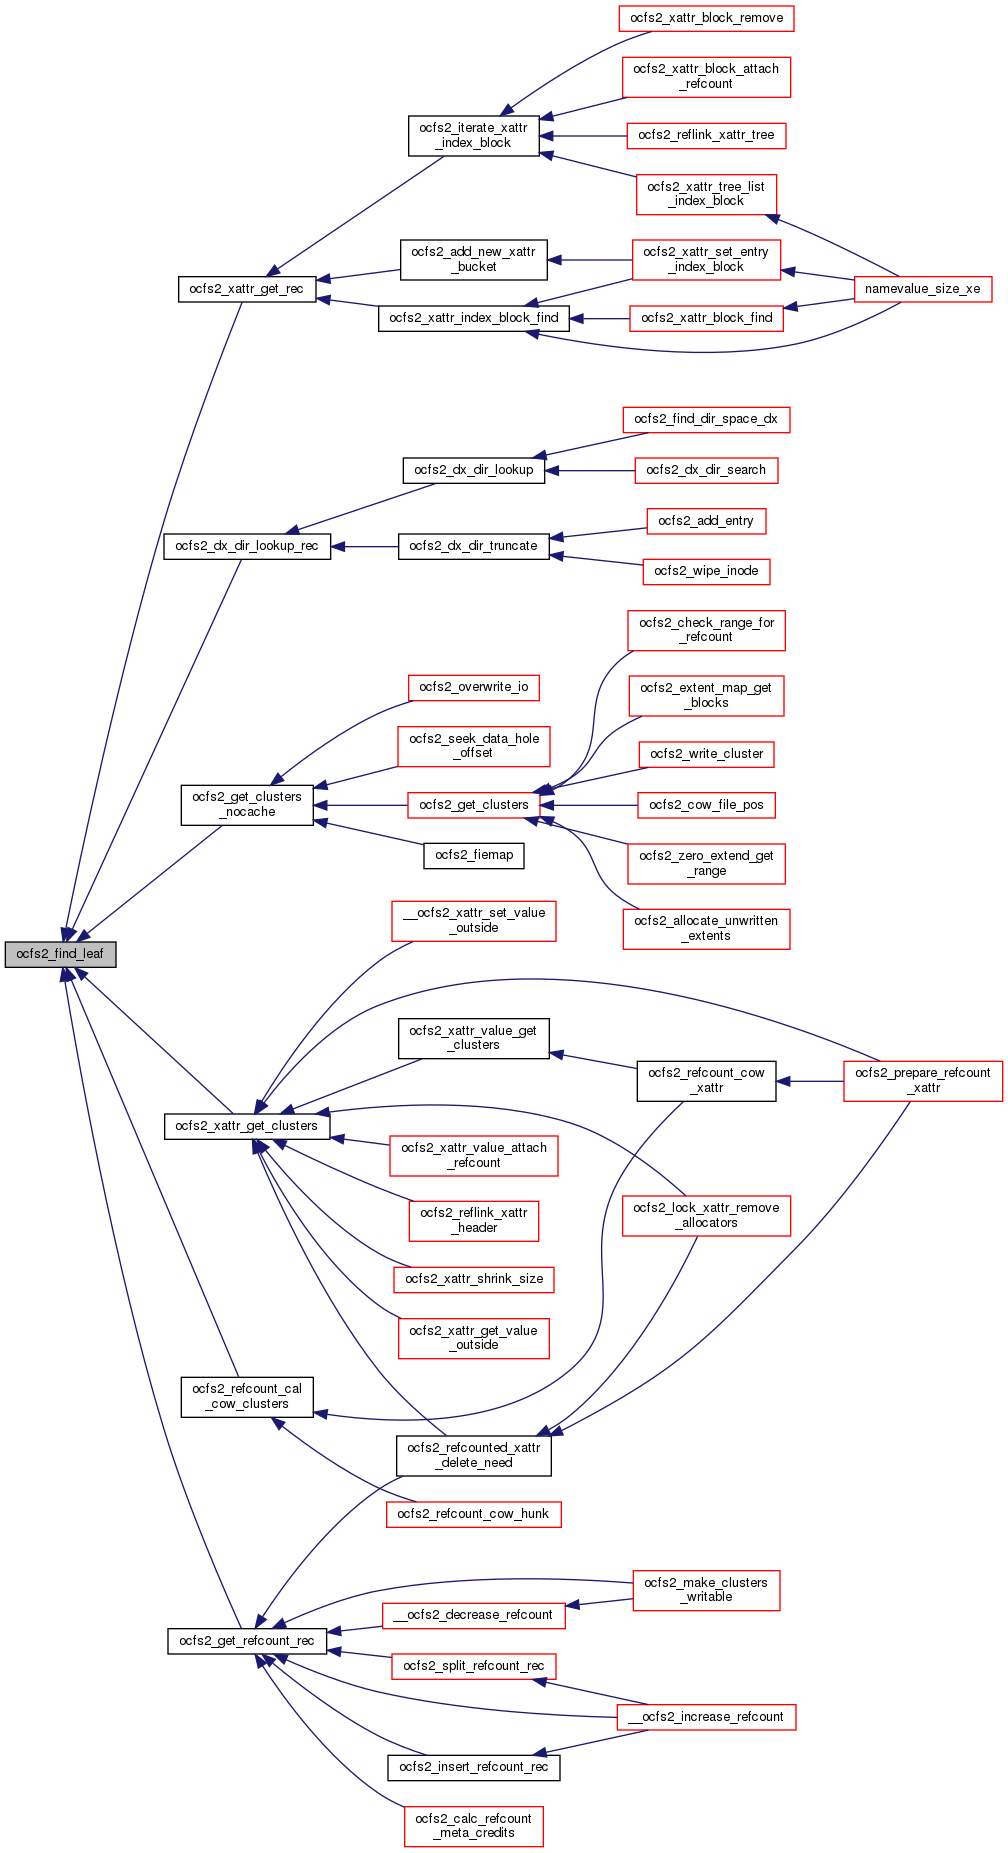 ocfs2_xattr_block_remove
ocfs2_xattr_block_attach
_refcount
ocfs2_iterate_xattr
_index_block
ocfs2_reflink_xattr_tree
ocfs2_xattr_tree_list
_index_block
ocfs2_add_new_xattr
_bucket
ocfs2_xattr_set_entry
_index_block
ocfs2_xattr_get_rec
namevalue_size_xe
ocfs2_xattr_index_block_find
ocfs2_xattr_block_find
ocfs2_find_dir_space_dx
ocfs2_dx_dir_lookup
ocfs2_dx_dir_search
ocfs2_add_entry
ocfs2_dx_dir_lookup_rec
ocfs2_dx_dir_truncate
ocfs2_wipe_inode
ocfs2_check_range_for
_refcount
ocfs2_overwrite_io
ocfs2_extent_map_get
_blocks
ocfs2_seek_data_hole
_offset
ocfs2_write_cluster
ocfs2_get_clusters
_nocache
ocfs2_get_clusters
ocfs2_cow_file_pos
ocfs2_fiemap
ocfs2_zero_extend_get
_range
__ocfs2_xattr_set_value
_outside
ocfs2_allocate_unwritten
_extents
ocfs2_find_leaf
ocfs2_xattr_value_get
_clusters
ocfs2_refcount_cow
_xattr
ocfs2_prepare_refcount
_xattr
ocfs2_xattr_get_clusters
ocfs2_xattr_value_attach
_refcount
ocfs2_reflink_xattr
_header
ocfs2_lock_xattr_remove
_allocators
ocfs2_xattr_shrink_size
ocfs2_xattr_get_value
_outside
ocfs2_refcount_cal
_cow_clusters
ocfs2_refcounted_xattr
_delete_need
ocfs2_refcount_cow_hunk
ocfs2_make_clusters
_writable
__ocfs2_decrease_refcount
ocfs2_get_refcount_rec
ocfs2_split_refcount_rec
__ocfs2_increase_refcount
ocfs2_insert_refcount_rec
ocfs2_calc_refcount
_meta_credits